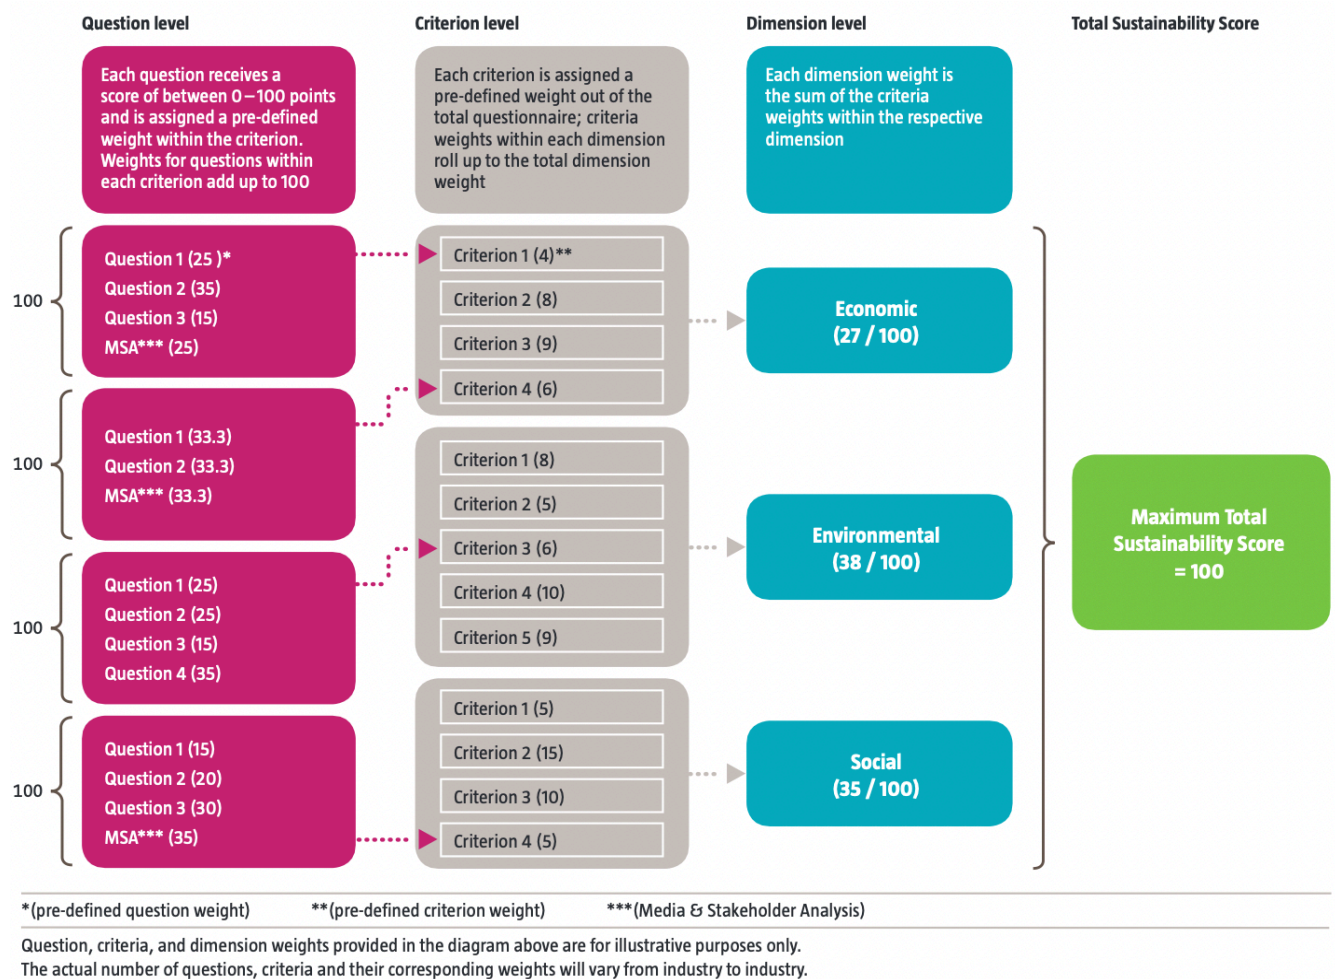 Question level
Criterion level
Dimension level
Total Sustainability Score
Each question receives a
score of between 0–100 points
and is assigned a pre-defined
weight within the criterion.
Weights for questions within
each criterion add up to 100
Each criterion is assigned a
pre-defined weight out of the
total questionnaire; criteria
weights within each dimension
roll up to the total dimension
weight
Each dimension weight is
the sum of the criteria
weights within the respective
dimension
100
Question 1 (25 )*
Question 2 (35)
Question 3 (15)
MSA*** (25)
100
Question 1 (33.3)
Question 2 (33.3)
MSA*** (33.3)
100
Question 1 (25)
Question 2 (25)
Question 3 (15)
Question 4 (35)
100
Question 1 (15)
Question 2 (20)
Question 3 (30)
MSA*** (35)
Criterion 1 (4)**
Criterion 2 (8)
Criterion 3 (9)
Criterion 4 (6)
Criterion 1 (8)
Criterion 2 (5)
Criterion 3 (6)
Criterion 4 (10)
Criterion 5 (9)
Criterion 1 (5)
Criterion 2 (15)
Criterion 3 (10)
Criterion 4 (5)
Economic
(27 / 100)
Environmental
(38 / 100)
Social
(35 / 100)
Maximum Total
Sustainability Score
= 100
*(pre-defined question weight)
**(pre-defined criterion weight)
***(Media & Stakeholder Analysis)
Question, criteria, and dimension weights provided in the diagram above are for illustrative purposes only.
The actual number of questions, criteria and their corresponding weights will vary from industry to industry.